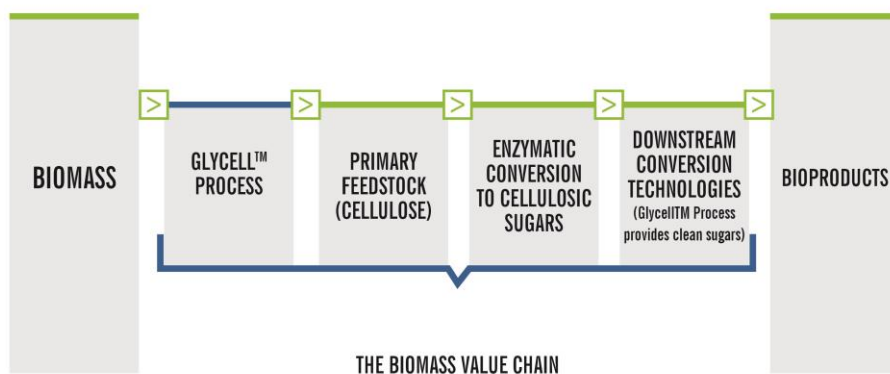 >
>
>
>
>
BIOMASS
GLYCELL™
PROCESS
PRIMARY
FEEDSTOCK
(CELLULOSE)
ENZYMATIC
CONVERSION
TO CELLULOSIC
SUGARS
DOWNSTREAM
CONVERSION
TECHNOLOGIES
(GlycellTM Process
provides clean sugars)
BIOPRODUCTS
THE BIOMASS VALUE CHAIN